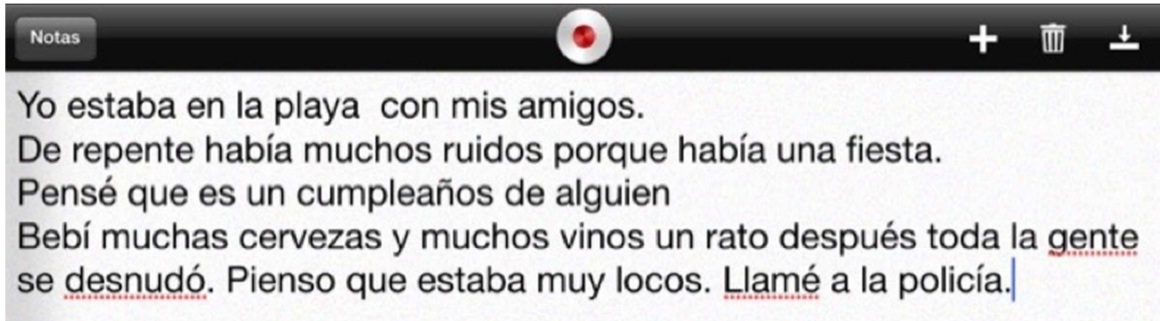 Notas
Yo estaba en la playa  con mis amigos.
De repente había muchos ruidos porque había una fiesta.
Pensé que es un cumpleaños de alguien
Bebí muchas cervezas y muchos vinos un rato después toda la gente
se desnudó. Pienso que estaba muy locos. Llamé a la policía.